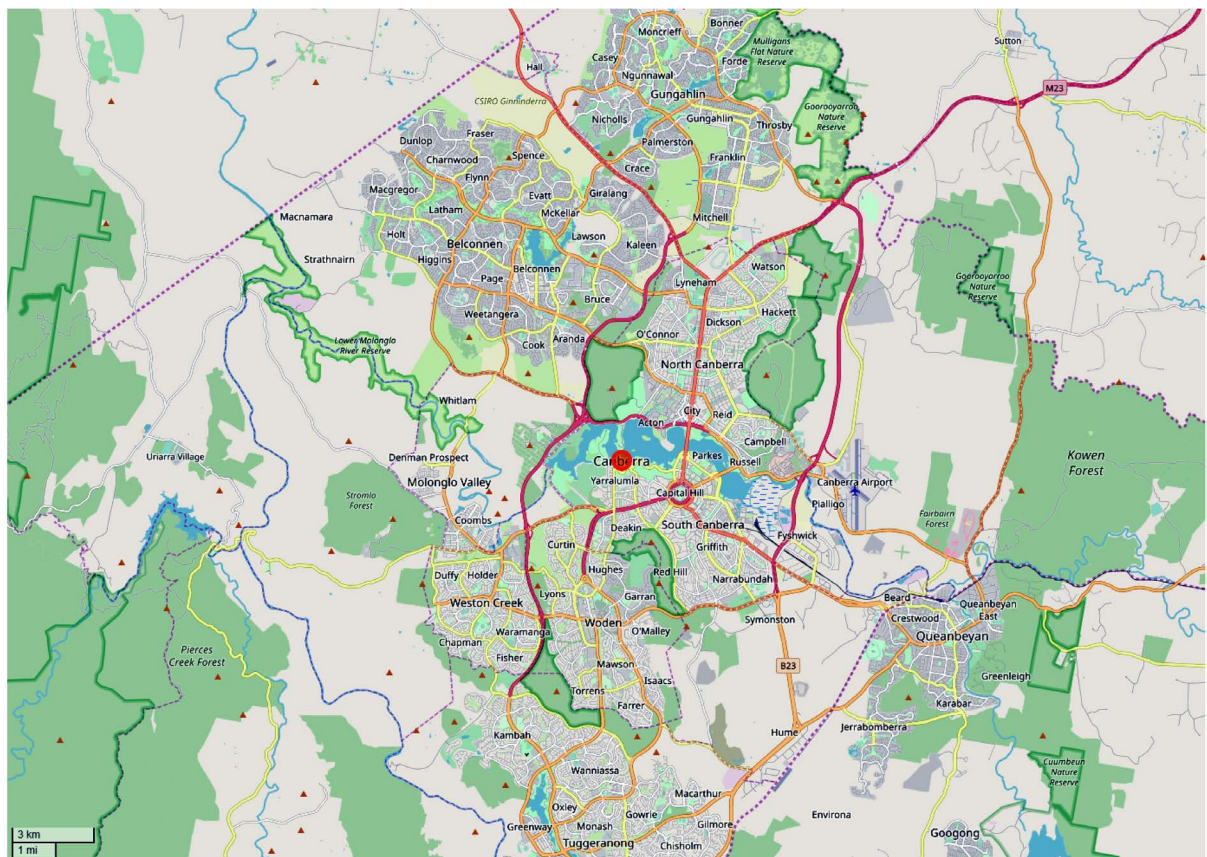 Bonner
Moncrieff
Mulligans
Flat Nature
Reserve
Sutton
Casey
Hall
Forde
Ngunnawal
M23
Gungahlin
CSIRO Ginninderra
Goorooyarroo
Nature
Reserve
Nicholls
Gungahlin
Throsby
Fraser
Dunlop
Palmerston
Charnwood
Spence
Franklin
Crace
Flynn
Macgregor
Evatt
Giralang
Latham
McKellar
Macnamara
Mitchell
Holt
Lawson
Belconnen
Kaleen
Strathnairn
Higgins
Belconnen
Watson
Page
Lyneham
Goorooyarroo
Nature
Reserve
Bruce
Weetangera
Dickson
Hackett
O'Connor
Lower Molonglo
River Reserve
Cook
Aranda
North Canberra
Whitlam
City
Reid
Acton
Campbell
Uriarra Village
Denman Prospect
Canberra
Parkes
Russell
Kowen
Forest
Molonglo Valley
Yarralumla
Canberra Airport
Stromlo
Forest
Capital Hill
Pialligo
Coombs
Deakin
South Canberra
Fairbairn
Forest
Curtin
Griffith
Fyshwick
Duffy
Holder
Hughes
Red Hill
Narrabundah
Lyons
Garran
Beard
Weston Creek
Queanbeyan
East
Woden
Symonston
Crestwood
Waramanga
O'Malley
Queanbeyan
Chapman
Pierces
Creek Forest
Fisher
Mawson
B23
Isaacs
Greenleigh
Torrens
Farrer
Karabar
Kambah
Hume
Jerrabomberra
Wanniassa
Cuumbeun
Nature
Reserve
Macarthur
Oxley
Gowrie
Environa
Greenway
Monash
Gilmore
3 km
Googong
Tuggeranong
Chisholm
1 mi